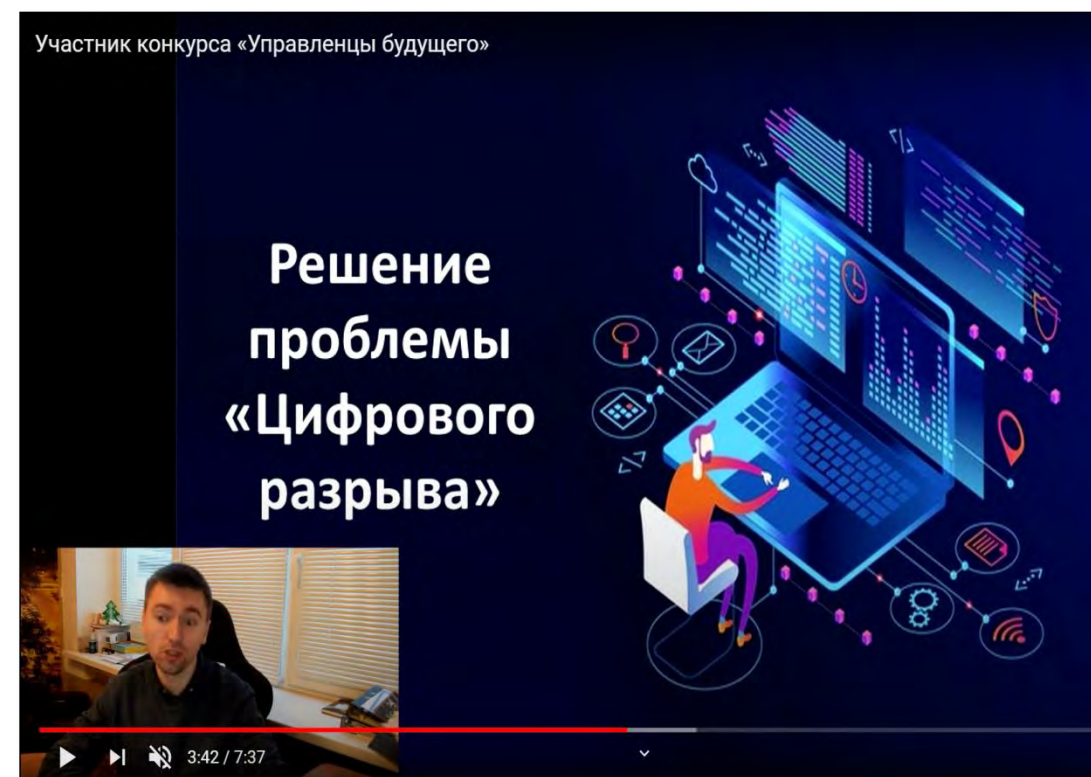 Участник конкурса «Управленцы будущего»
Решение
проблемы
«Цифрового
разрыва»
3:42 / 7:37